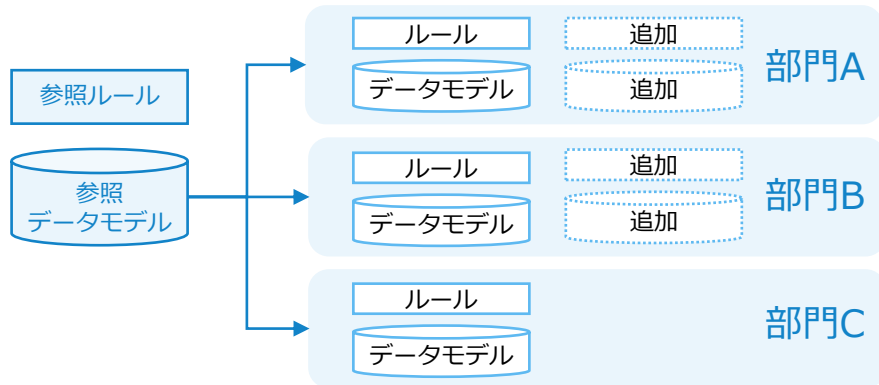 参照ルール
参照
データモデル
ルール
追加
データモデル
追加
部門A
ルール
追加
データモデル
追加
部門B
ルール
データモデル
部門C